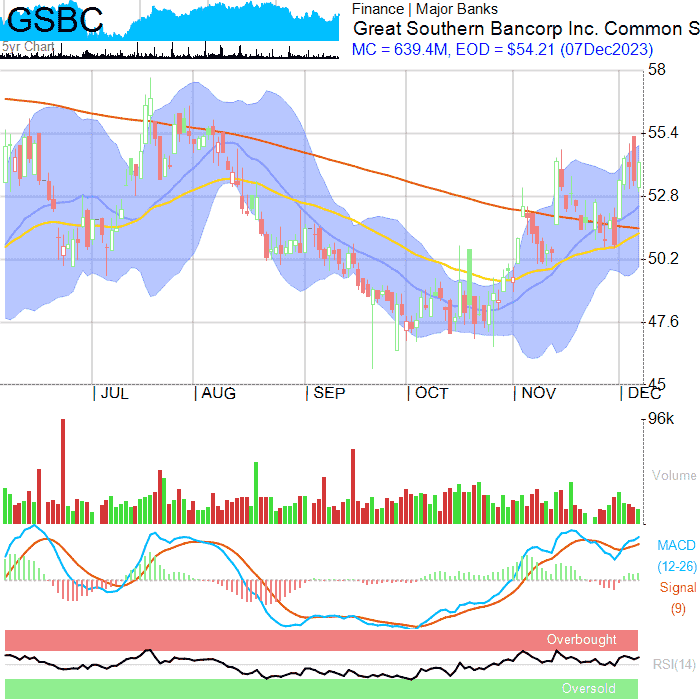 GSBC
5yr Chart
Finance | Major Banks
Great Southern Bancorp Inc. Common S
MC = 639.4M, EOD = $54.21 (07Dec2023)
58
55.4
52.8
50.2
47.6
45
JUL AUG SEP OCT NOV DEC
96k
Volume
MACD
(12-26)
Signal
(9)
Overbought
RSI(14)
Oversold